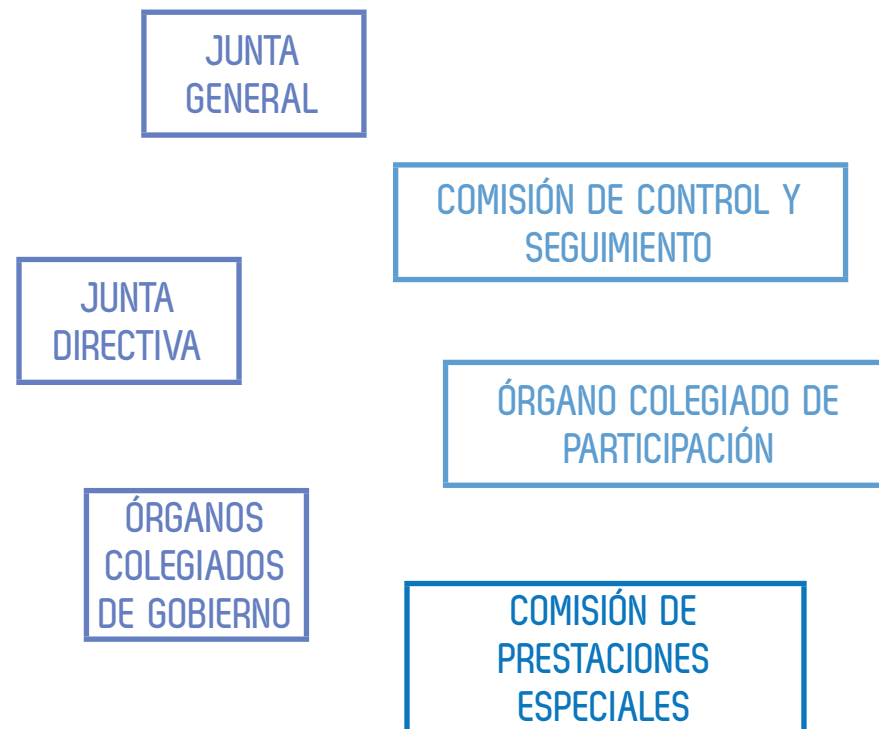 JUNTA
GENERAL
COMISIÓN DE CONTROL Y
SEGUIMIENTO
JUNTA
DIRECTIVA
ÓRGANO COLEGIADO DE
PARTICIPACIÓN
ÓRGANOS
COLEGIADOS
DE GOBIERNO
COMISIÓN DE
PRESTACIONES
ESPECIALES